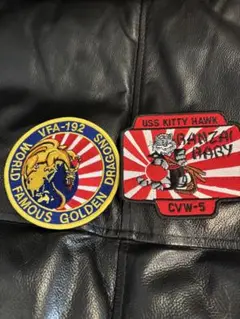 VFA-192
WORLD FAMOUS GOLDEN DRAGONS
USS KITTY HAWK
BANZAI
BABY
CVW-5